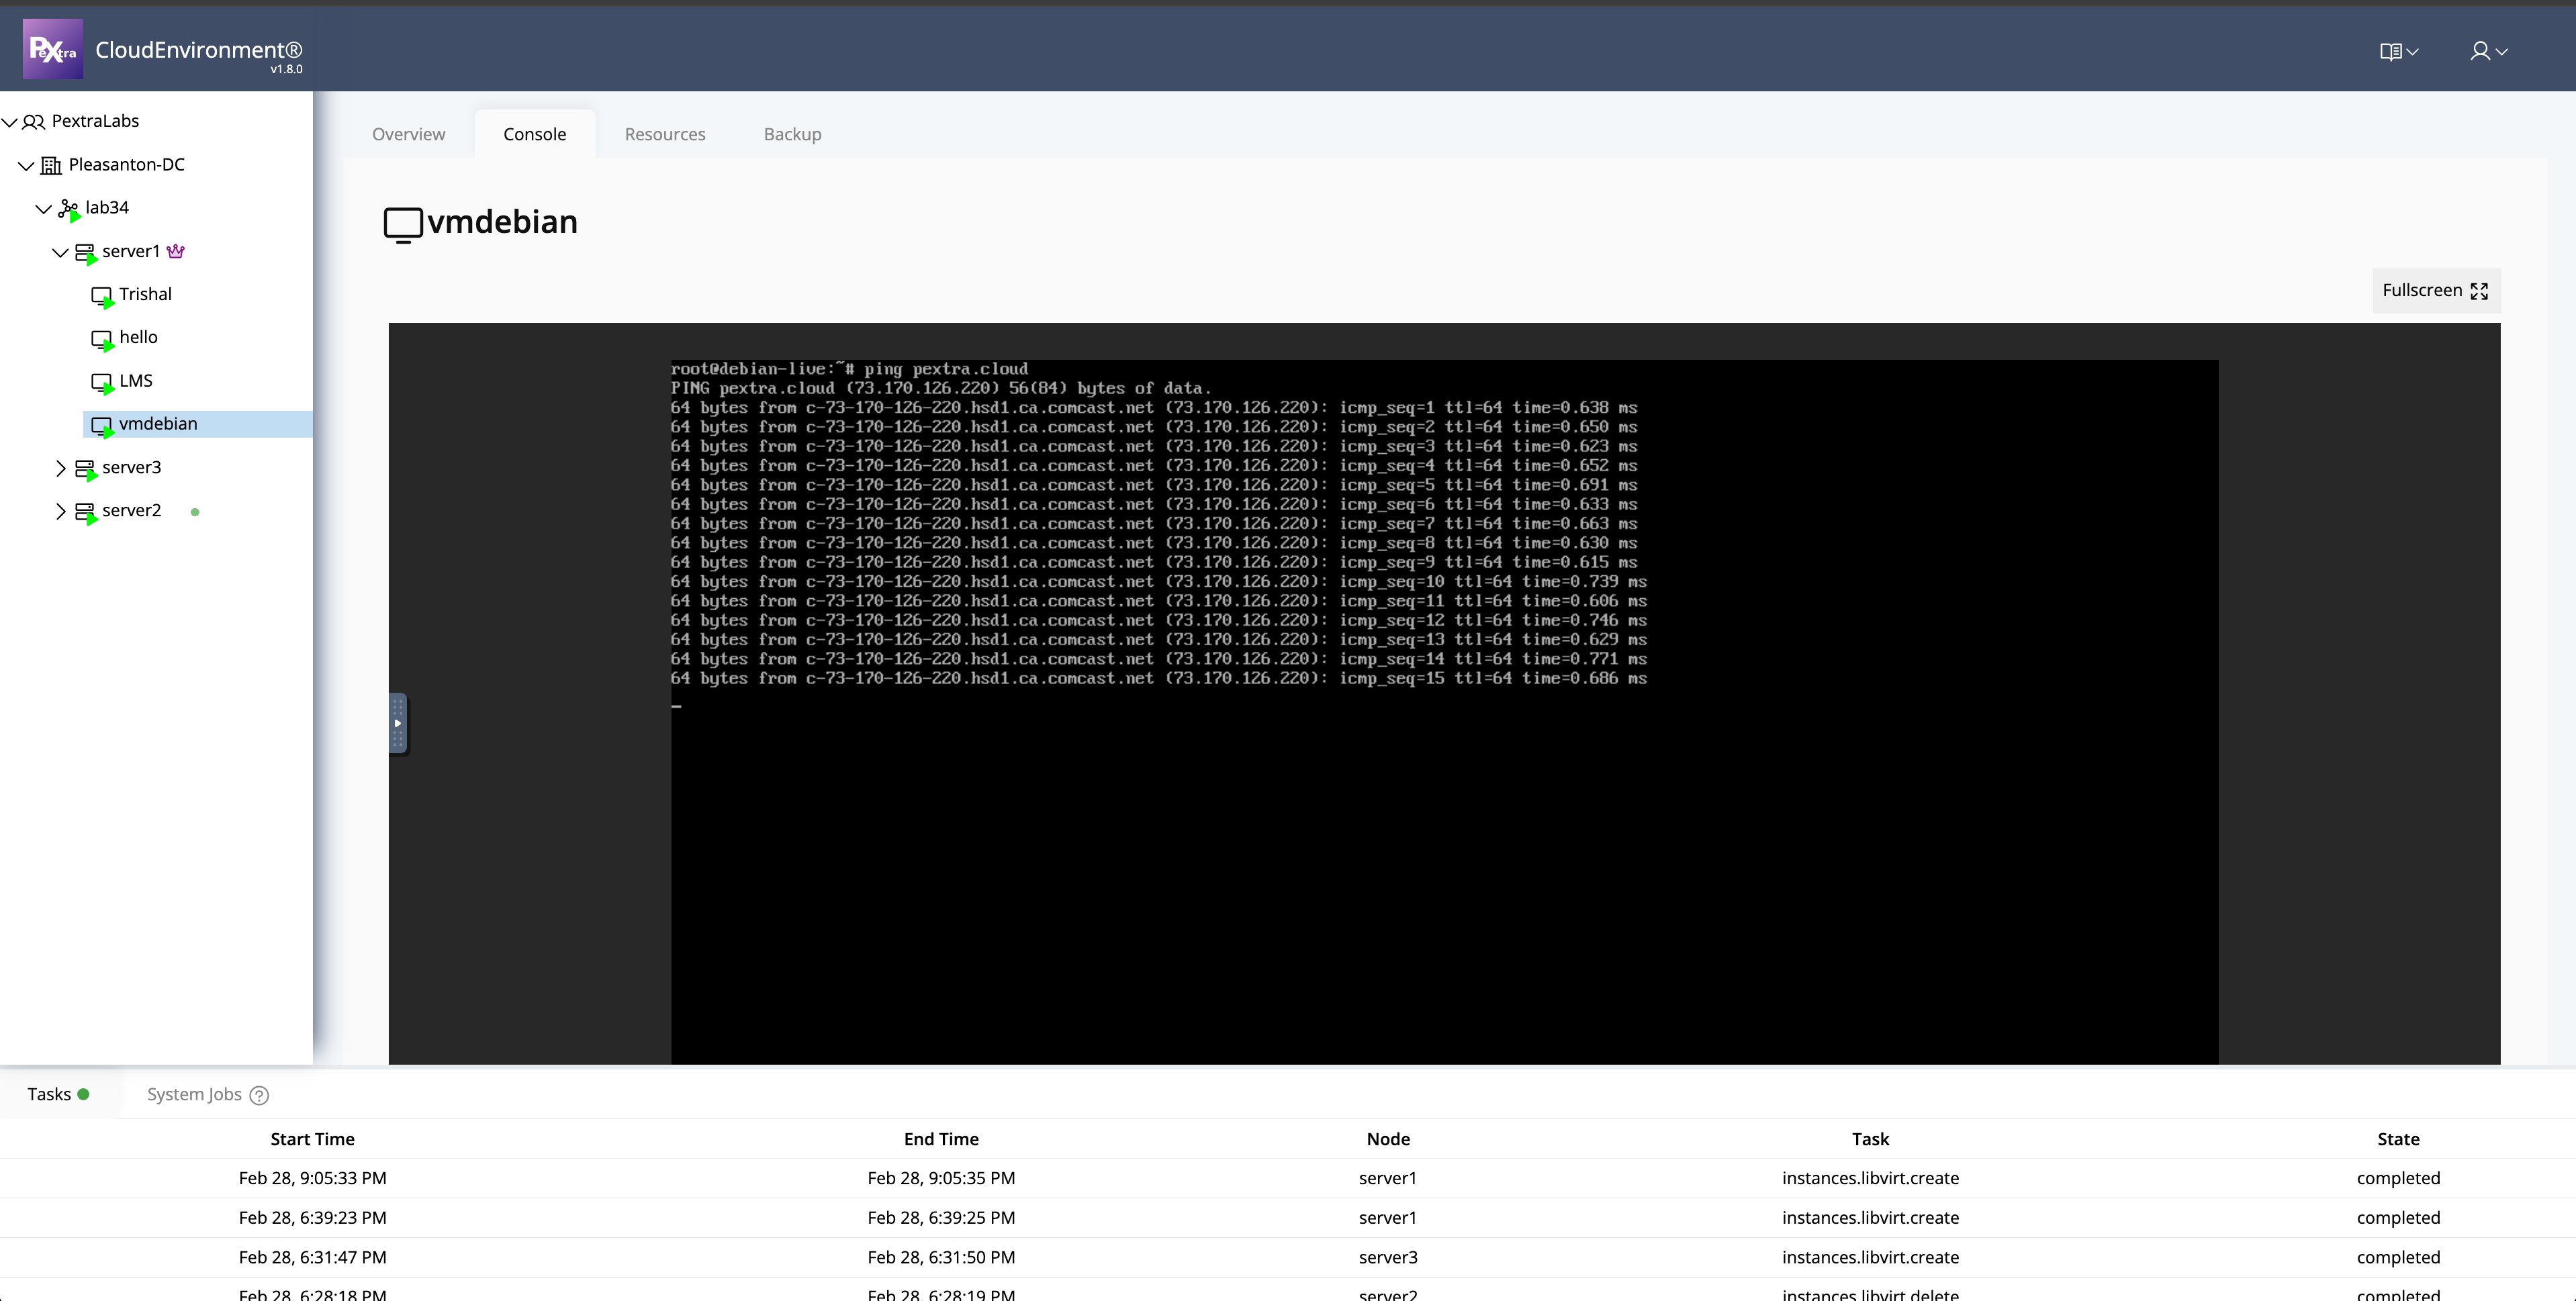 PeXtra
CloudEnvironment®
v1.8.0
PextraLabs
Pleasanton-DC
lab34
server1
Trishal
hello
LMS
vmdebian
server3
server2
Overview
Console
Resources
Backup
vmdebian
Fullscreen
root@debian-live:~# ping pextra.cloud
PING pextra.cloud (73.170.126.220) 56(84) bytes of data.
64 bytes from c-73-170-126-220.hsd1.ca.comcast.net (73.170.126.220): icmp_seq=1 ttl=64 time=0.638 ms
64 bytes from c-73-170-126-220.hsd1.ca.comcast.net (73.170.126.220): icmp_seq=2 ttl=64 time=0.650 ms
64 bytes from c-73-170-126-220.hsd1.ca.comcast.net (73.170.126.220): icmp_seq=3 ttl=64 time=0.623 ms
64 bytes from c-73-170-126-220.hsd1.ca.comcast.net (73.170.126.220): icmp_seq=4 ttl=64 time=0.652 ms
64 bytes from c-73-170-126-220.hsd1.ca.comcast.net (73.170.126.220): icmp_seq=5 ttl=64 time=0.691 ms
64 bytes from c-73-170-126-220.hsd1.ca.comcast.net (73.170.126.220): icmp_seq=6 ttl=64 time=0.633 ms
64 bytes from c-73-170-126-220.hsd1.ca.comcast.net (73.170.126.220): icmp_seq=7 ttl=64 time=0.663 ms
64 bytes from c-73-170-126-220.hsd1.ca.comcast.net (73.170.126.220): icmp_seq=8 ttl=64 time=0.630 ms
64 bytes from c-73-170-126-220.hsd1.ca.comcast.net (73.170.126.220): icmp_seq=9 ttl=64 time=0.615 ms
64 bytes from c-73-170-126-220.hsd1.ca.comcast.net (73.170.126.220): icmp_seq=10 ttl=64 time=0.739 ms
64 bytes from c-73-170-126-220.hsd1.ca.comcast.net (73.170.126.220): icmp_seq=11 ttl=64 time=0.606 ms
64 bytes from c-73-170-126-220.hsd1.ca.comcast.net (73.170.126.220): icmp_seq=12 ttl=64 time=0.746 ms
64 bytes from c-73-170-126-220.hsd1.ca.comcast.net (73.170.126.220): icmp_seq=13 ttl=64 time=0.629 ms
64 bytes from c-73-170-126-220.hsd1.ca.comcast.net (73.170.126.220): icmp_seq=14 ttl=64 time=0.771 ms
64 bytes from c-73-170-126-220.hsd1.ca.comcast.net (73.170.126.220): icmp_seq=15 ttl=64 time=0.686 ms
_
Tasks
System Jobs ?
Start Time End Time Node Task State
Feb 28, 9:05:33 PM Feb 28, 9:05:35 PM server1 instances.libvirt.create completed
Feb 28, 6:39:23 PM Feb 28, 6:39:25 PM server1 instances.libvirt.create completed
Feb 28, 6:31:47 PM Feb 28, 6:31:50 PM server3 instances.libvirt.create completed
Feb 28, 6:28:18 PM Feb 28, 6:28:19 PM server2 instances.libvirt.delete completed